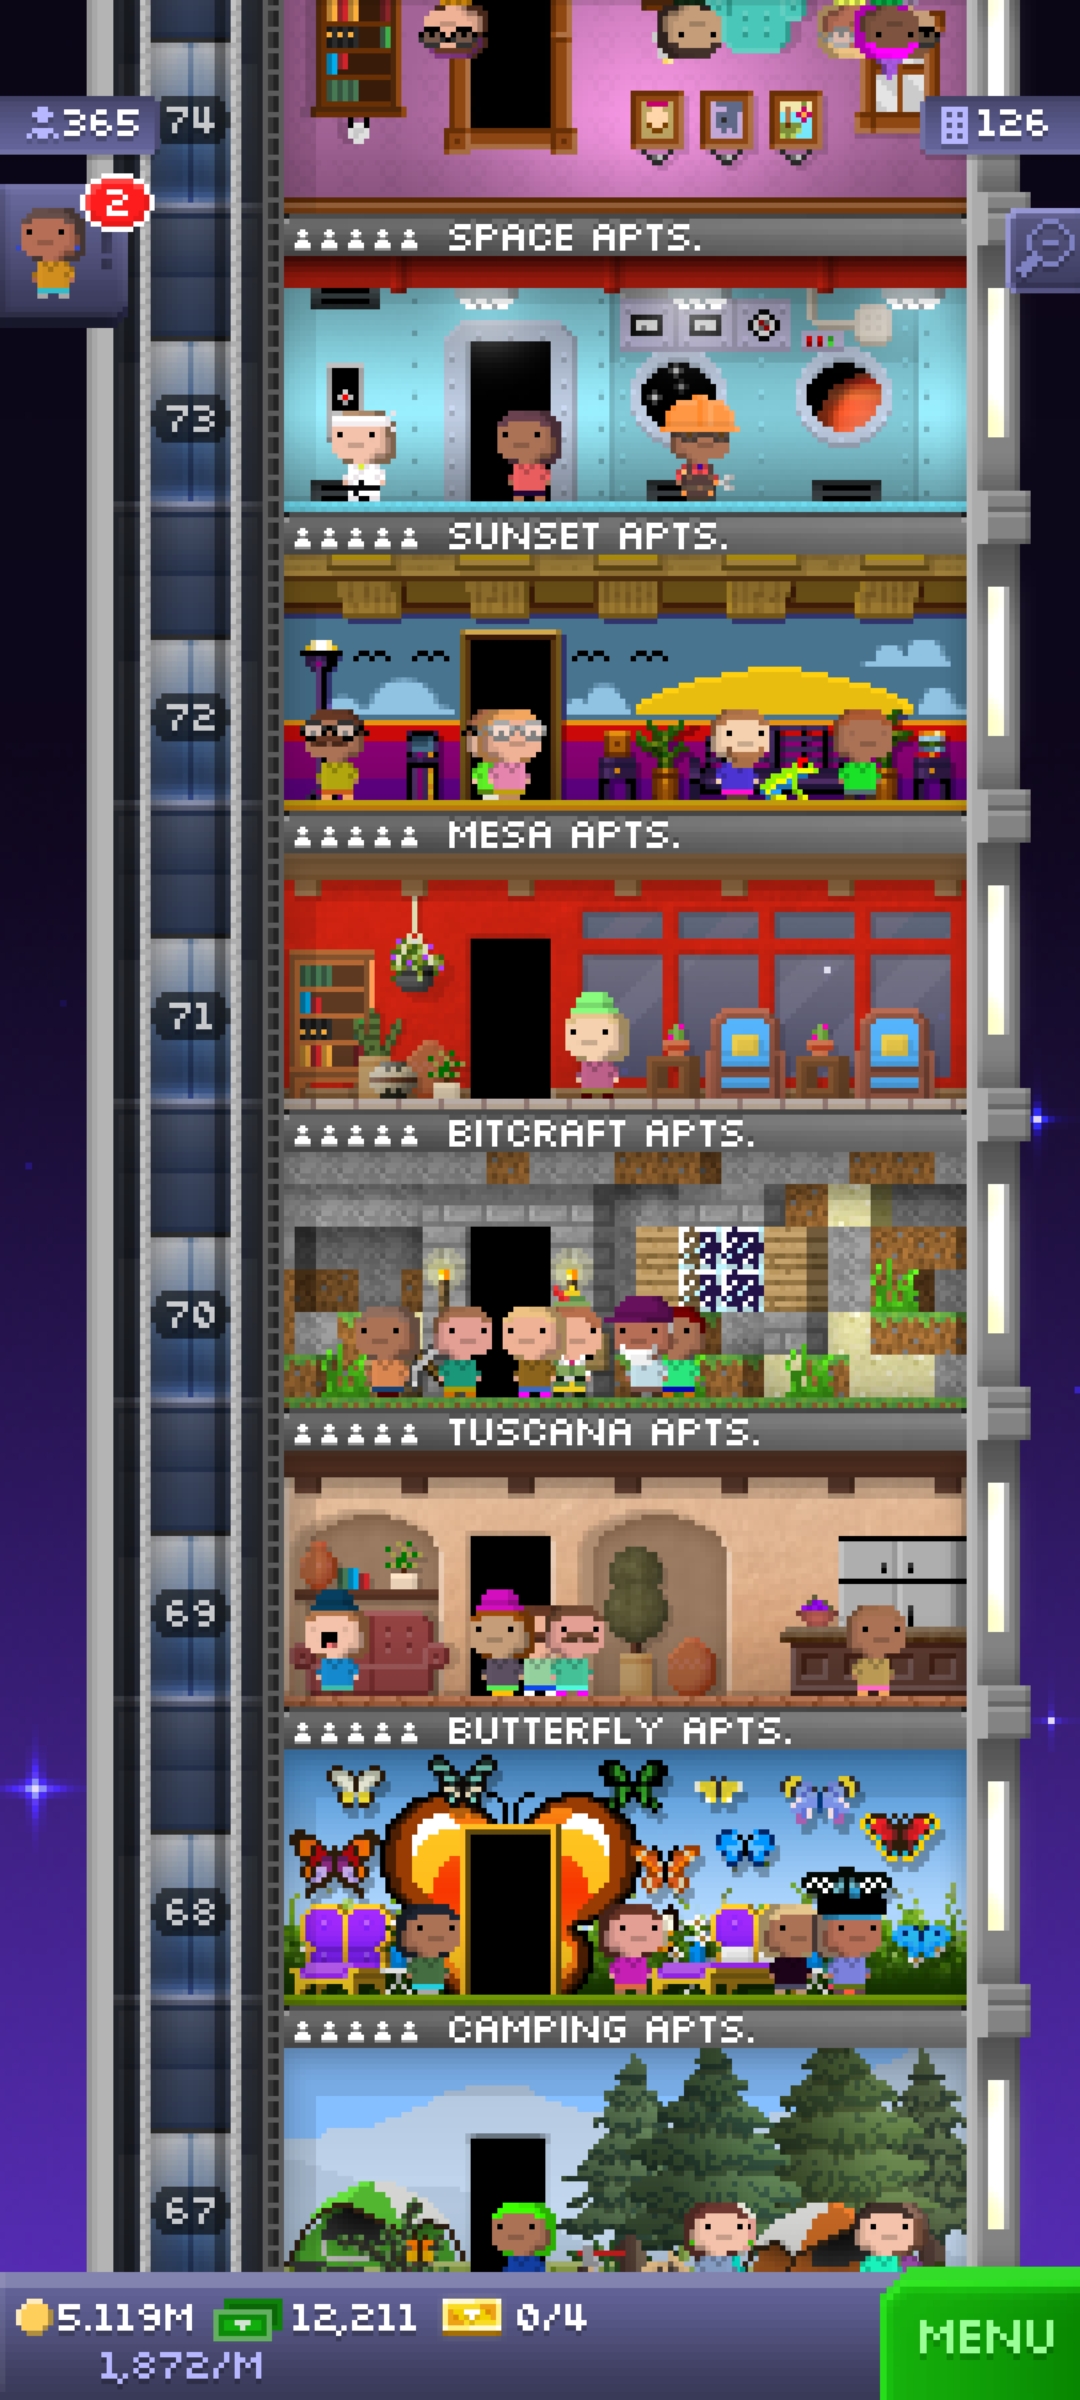 74
365
126
2
SPACE APTS.
73
SUNSET APTS.
72
MESA APTS.
71
BITCRAFT APTS.
70
TUSCANA APTS.
69
BUTTERFLY APTS.
68
CAMPING APTS.
67
5.119M 12,211 0/4
1,872/M
MENU